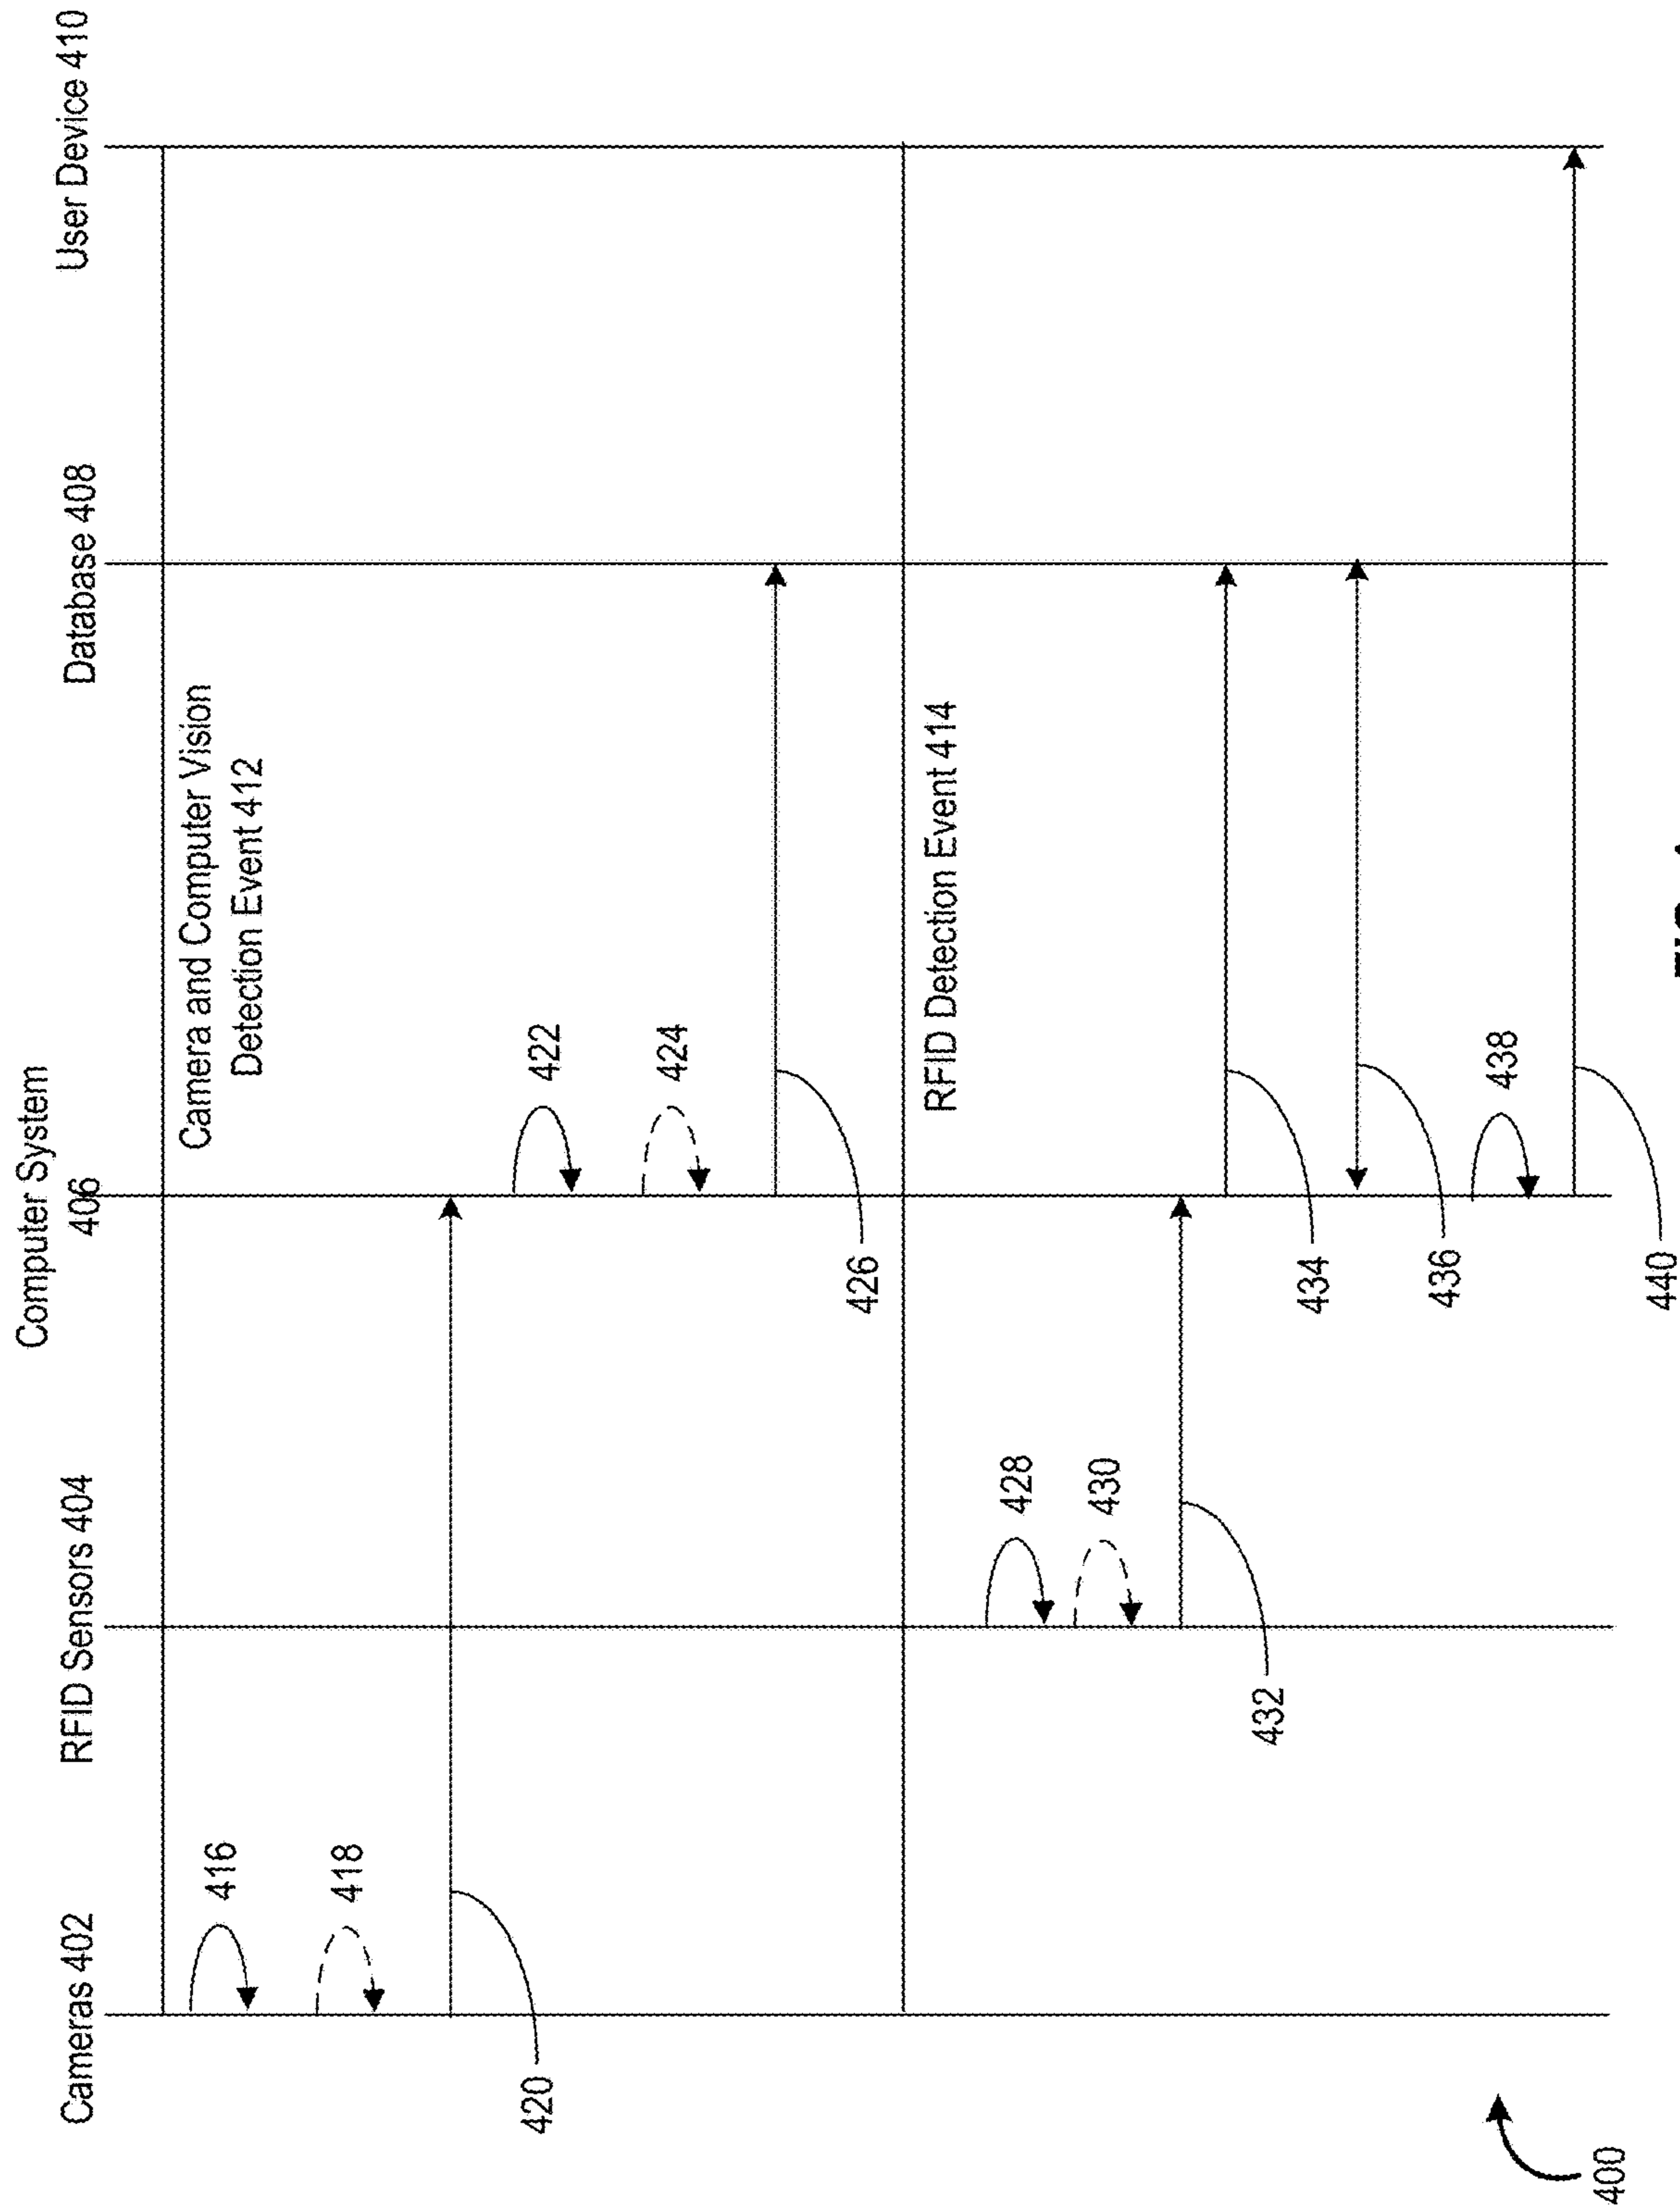 Cameras 402
RFID Sensors 404
Computer System
406
Database 408
User Device 410
Camera and Computer Vision
Detection Event 412
416
418
420
422
424
426
RFID Detection Event 414
428
430
432
434
436
438
440
400